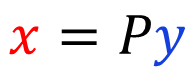 x = Py